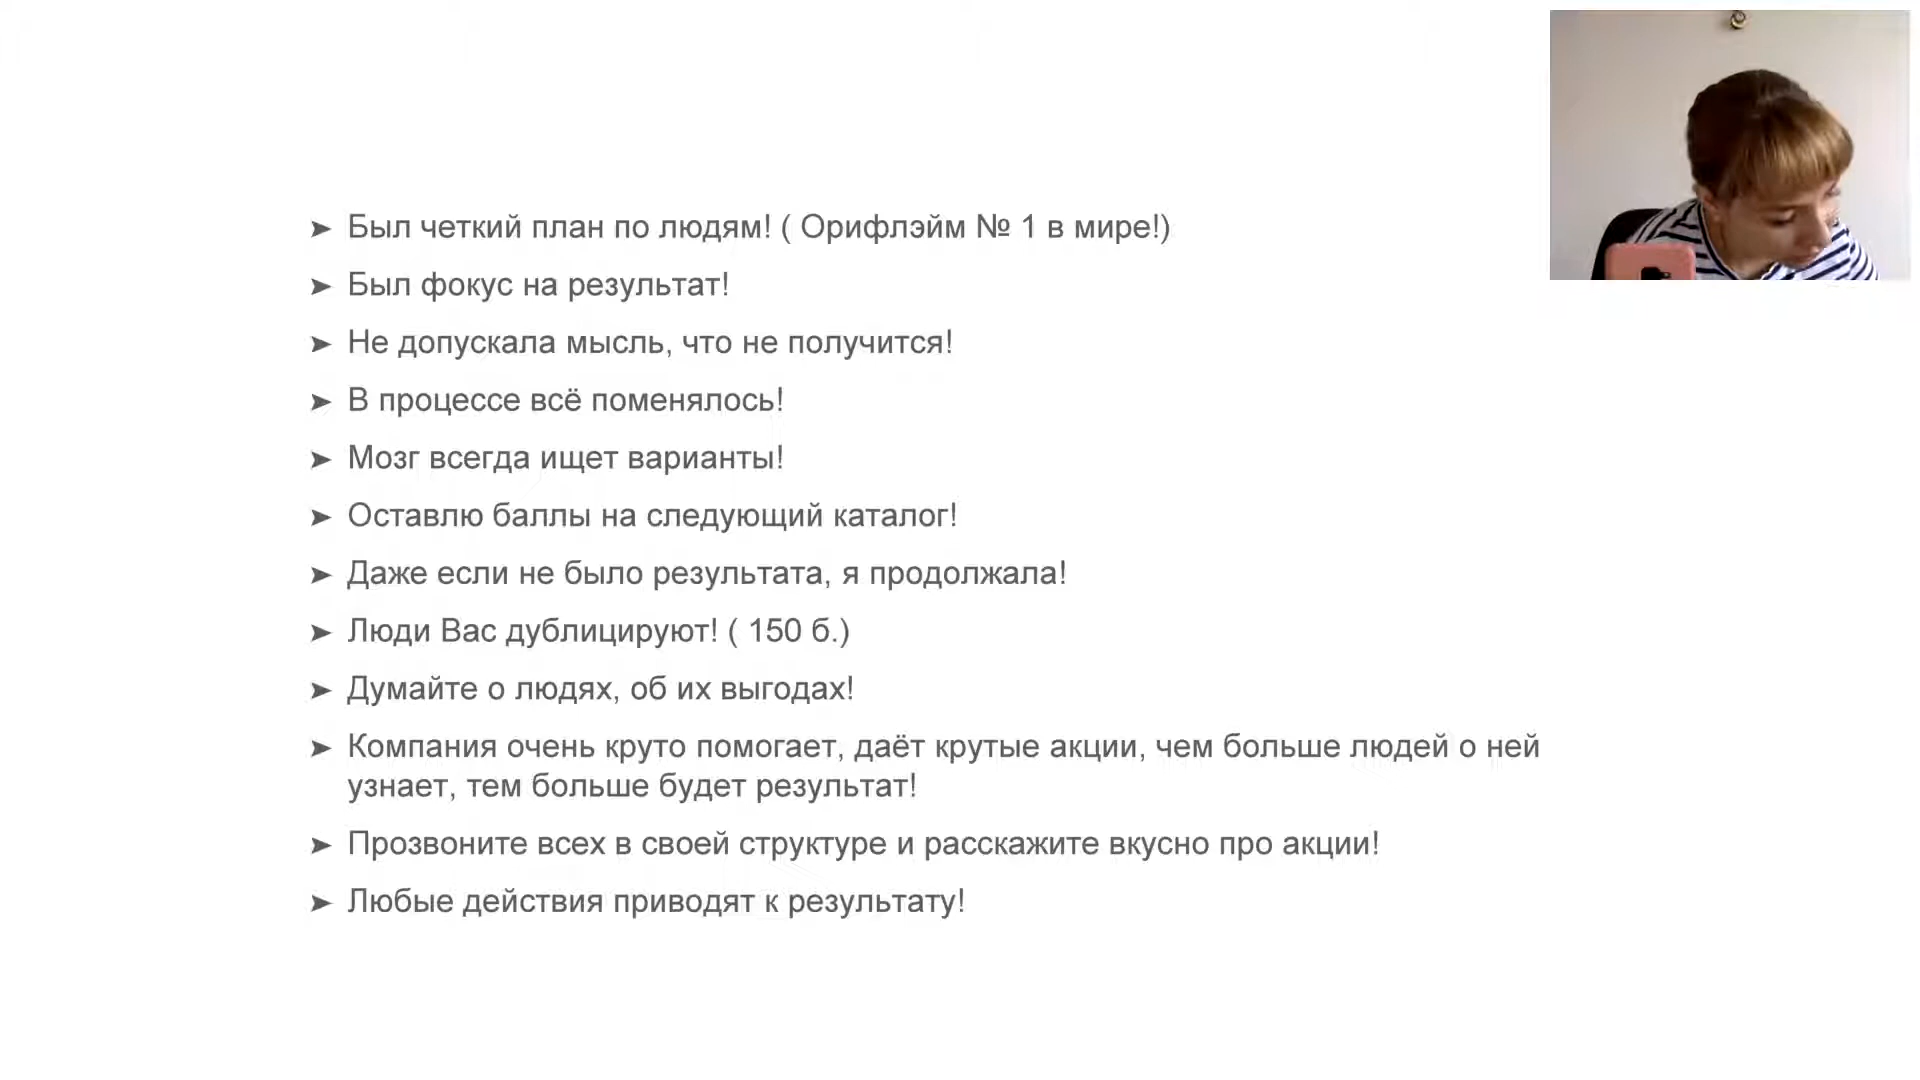 ➤ Был четкий план по людям! ( Орифлэйм № 1 в мире!)
➤ Был фокус на результат!
➤ Не допускала мысль, что не получится!
➤ В процессе всё поменялось!
➤ Мозг всегда ищет варианты!
➤ Оставлю баллы на следующий каталог!
➤ Даже если не было результата, я продолжала!
➤ Люди Вас дублицируют! ( 150 б.)
➤ Думайте о людях, об их выгодах!
➤ Компания очень круто помогает, даёт крутые акции, чем больше людей о ней
узнает, тем больше будет результат!
➤ Прозвоните всех в своей структуре и расскажите вкусно про акции!
➤ Любые действия приводят к результату!